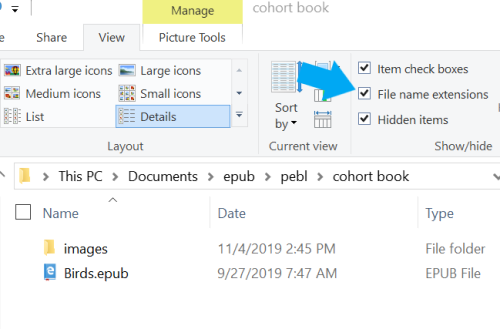 Manage
cohort book
Share
View
Picture Tools
Extra large icons
Large icons
Medium icons
Small icons
List
Details
Layout
Sort
by
Current view
Item check boxes
File name extensions
Hidden items
Show/hide
This PC > Documents > epub > pebl > cohort book
Name
Date
Type
images
11/4/2019 2:45 PM
File folder
Birds.epub
9/27/2019 7:47 AM
EPUB File